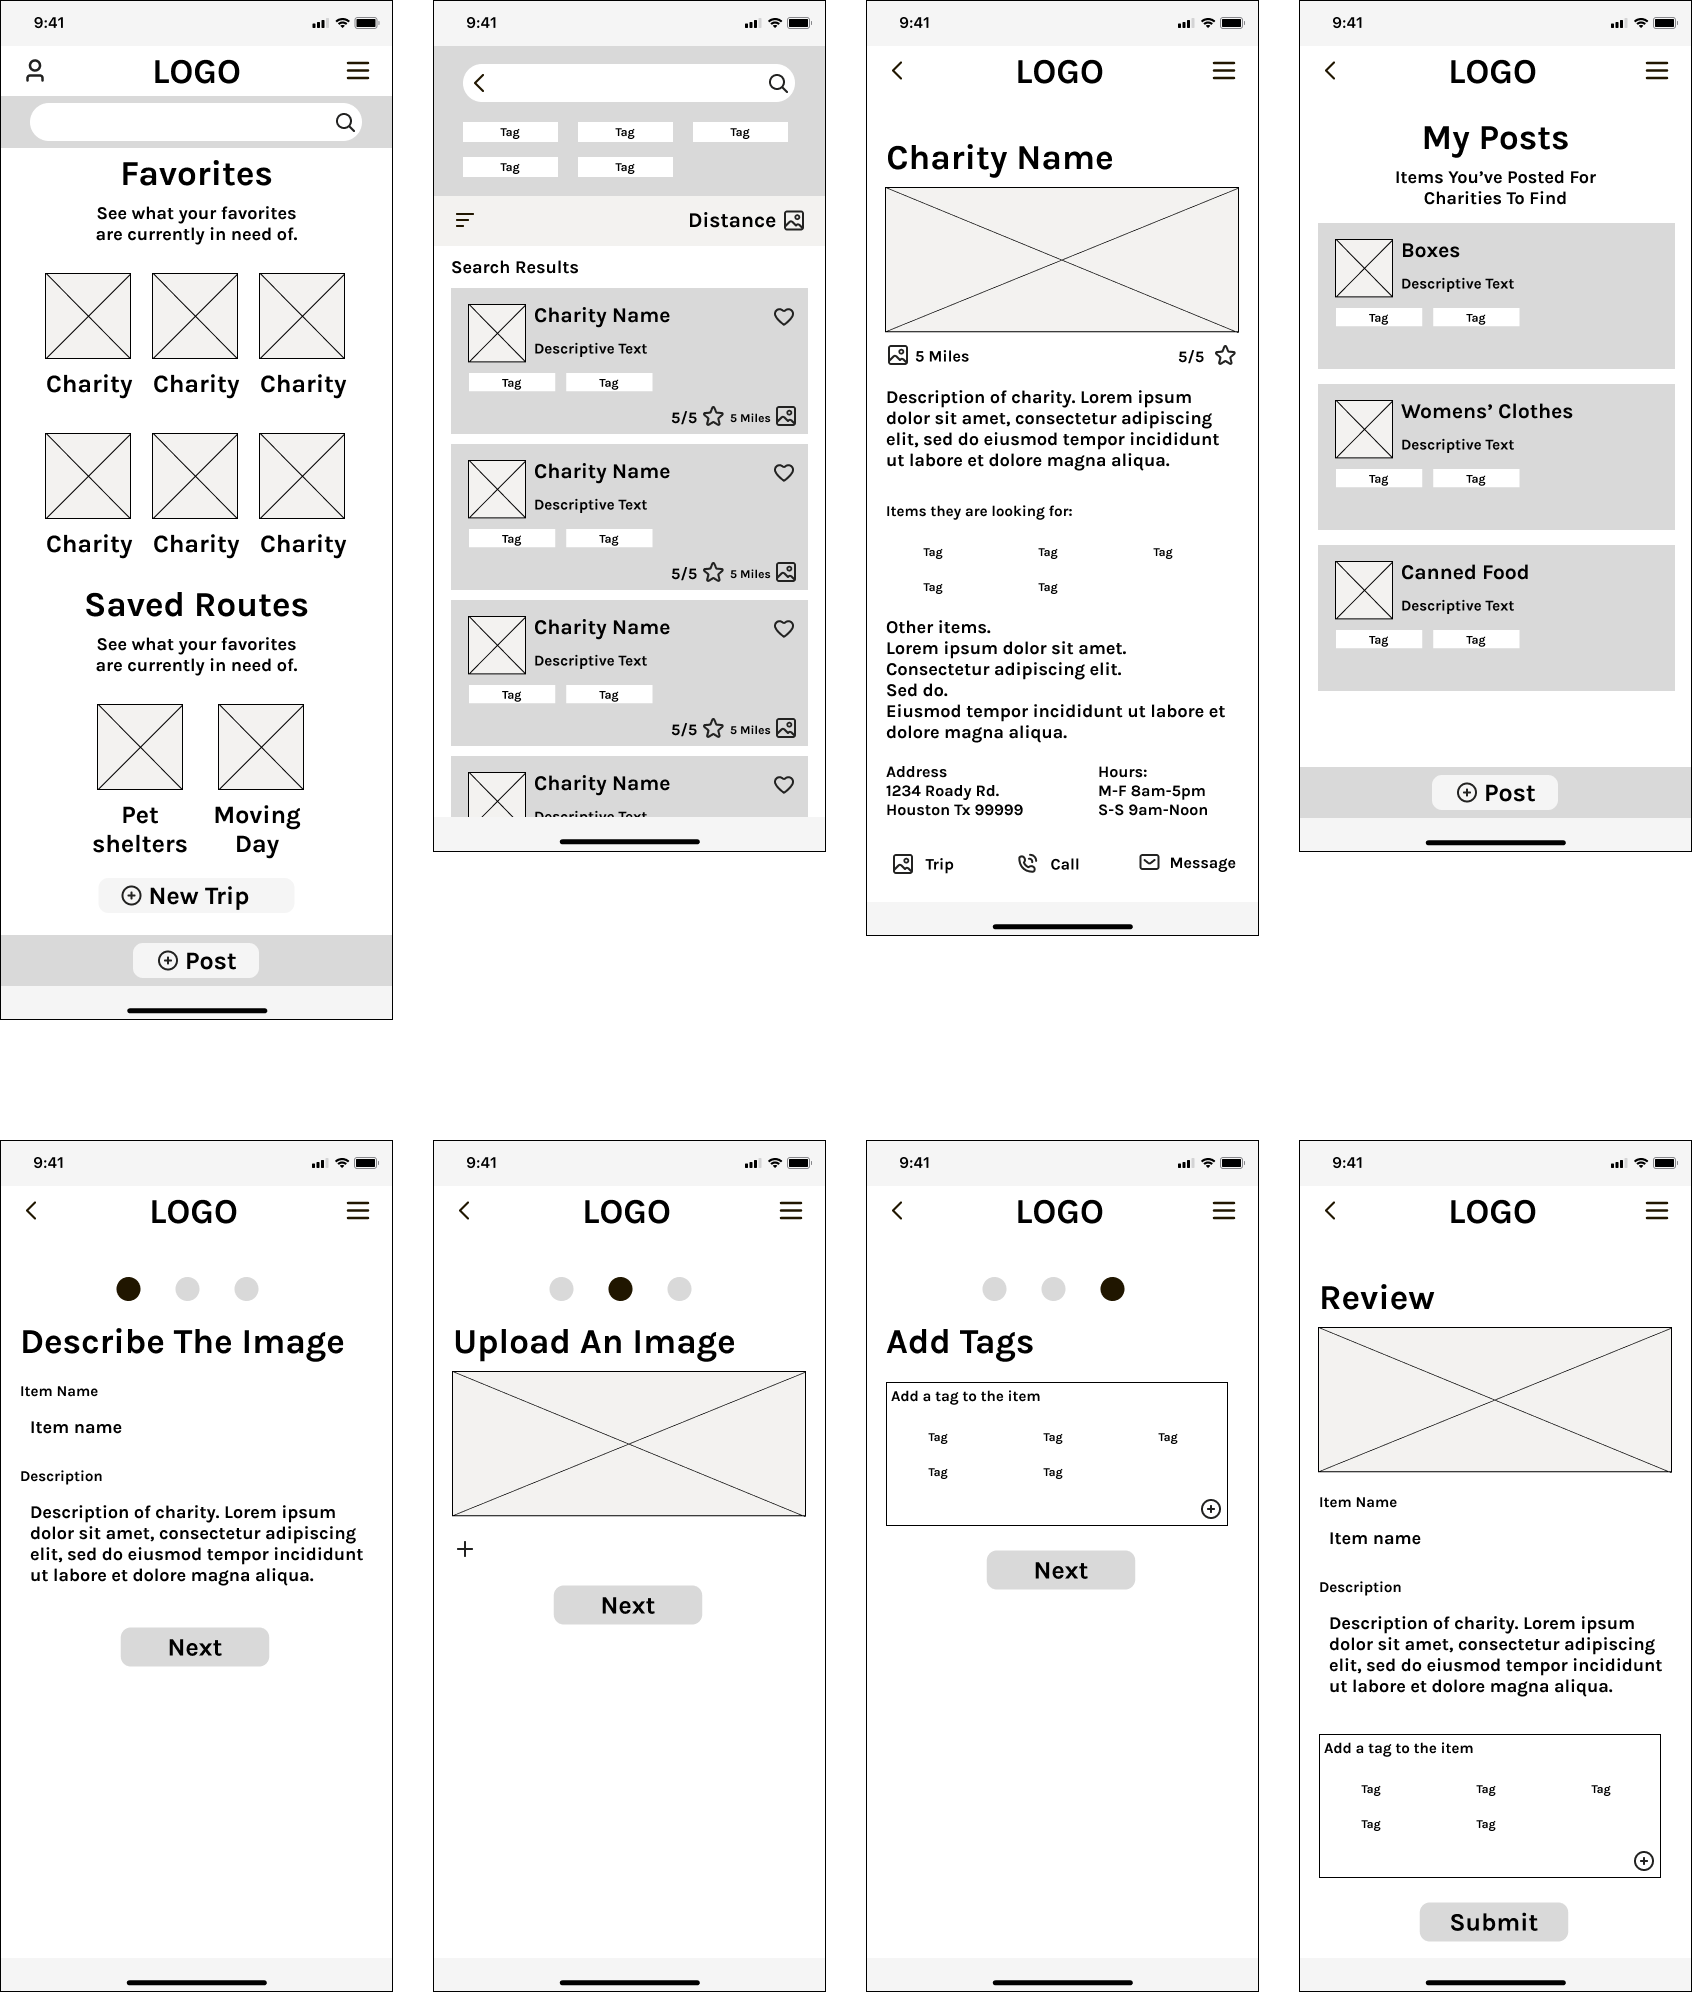 9:41
LOGO
Favorites
See what your favorites
are currently in need of.
Charity Charity Charity
Charity Charity Charity
Saved Routes
See what your favorites
are currently in need of.
Pet
shelters
Moving
Day
New Trip
Post
9:41
Tag Tag Tag
Tag Tag
Distance
Search Results
Charity Name
Descriptive Text
Tag Tag
5/5 5 Miles
Charity Name
Descriptive Text
Tag Tag
5/5 5 Miles
Charity Name
Descriptive Text
Tag Tag
5/5 5 Miles
Charity Name
Descriptive Text
9:41
LOGO
Charity Name
5 Miles 5/5
Description of charity. Lorem ipsum
dolor sit amet, consectetur adipiscing
elit, sed do eiusmod tempor incididunt
ut labore et dolore magna aliqua.
Items they are looking for:
Tag Tag Tag
Tag Tag
Other items.
Lorem ipsum dolor sit amet.
Consectetur adipiscing elit.
Sed do.
Eiusmod tempor incididunt ut labore et
dolore magna aliqua.
Address
1234 Roady Rd.
Houston Tx 99999
Hours:
M-F 8am-5pm
S-S 9am-Noon
Trip Call Message
9:41
LOGO
My Posts
Items You’ve Posted For
Charities To Find
Boxes
Descriptive Text
Tag Tag
Womens’ Clothes
Descriptive Text
Tag Tag
Canned Food
Descriptive Text
Tag Tag
Post
9:41
LOGO
Describe The Image
Item Name
Item name
Description
Description of charity. Lorem ipsum
dolor sit amet, consectetur adipiscing
elit, sed do eiusmod tempor incididunt
ut labore et dolore magna aliqua.
Next
9:41
LOGO
Upload An Image
Next
9:41
LOGO
Add Tags
Add a tag to the item
Tag Tag Tag
Tag Tag
Next
9:41
LOGO
Review
Item Name
Item name
Description
Description of charity. Lorem ipsum
dolor sit amet, consectetur adipiscing
elit, sed do eiusmod tempor incididunt
ut labore et dolore magna aliqua.
Add a tag to the item
Tag Tag Tag
Tag Tag
Submit